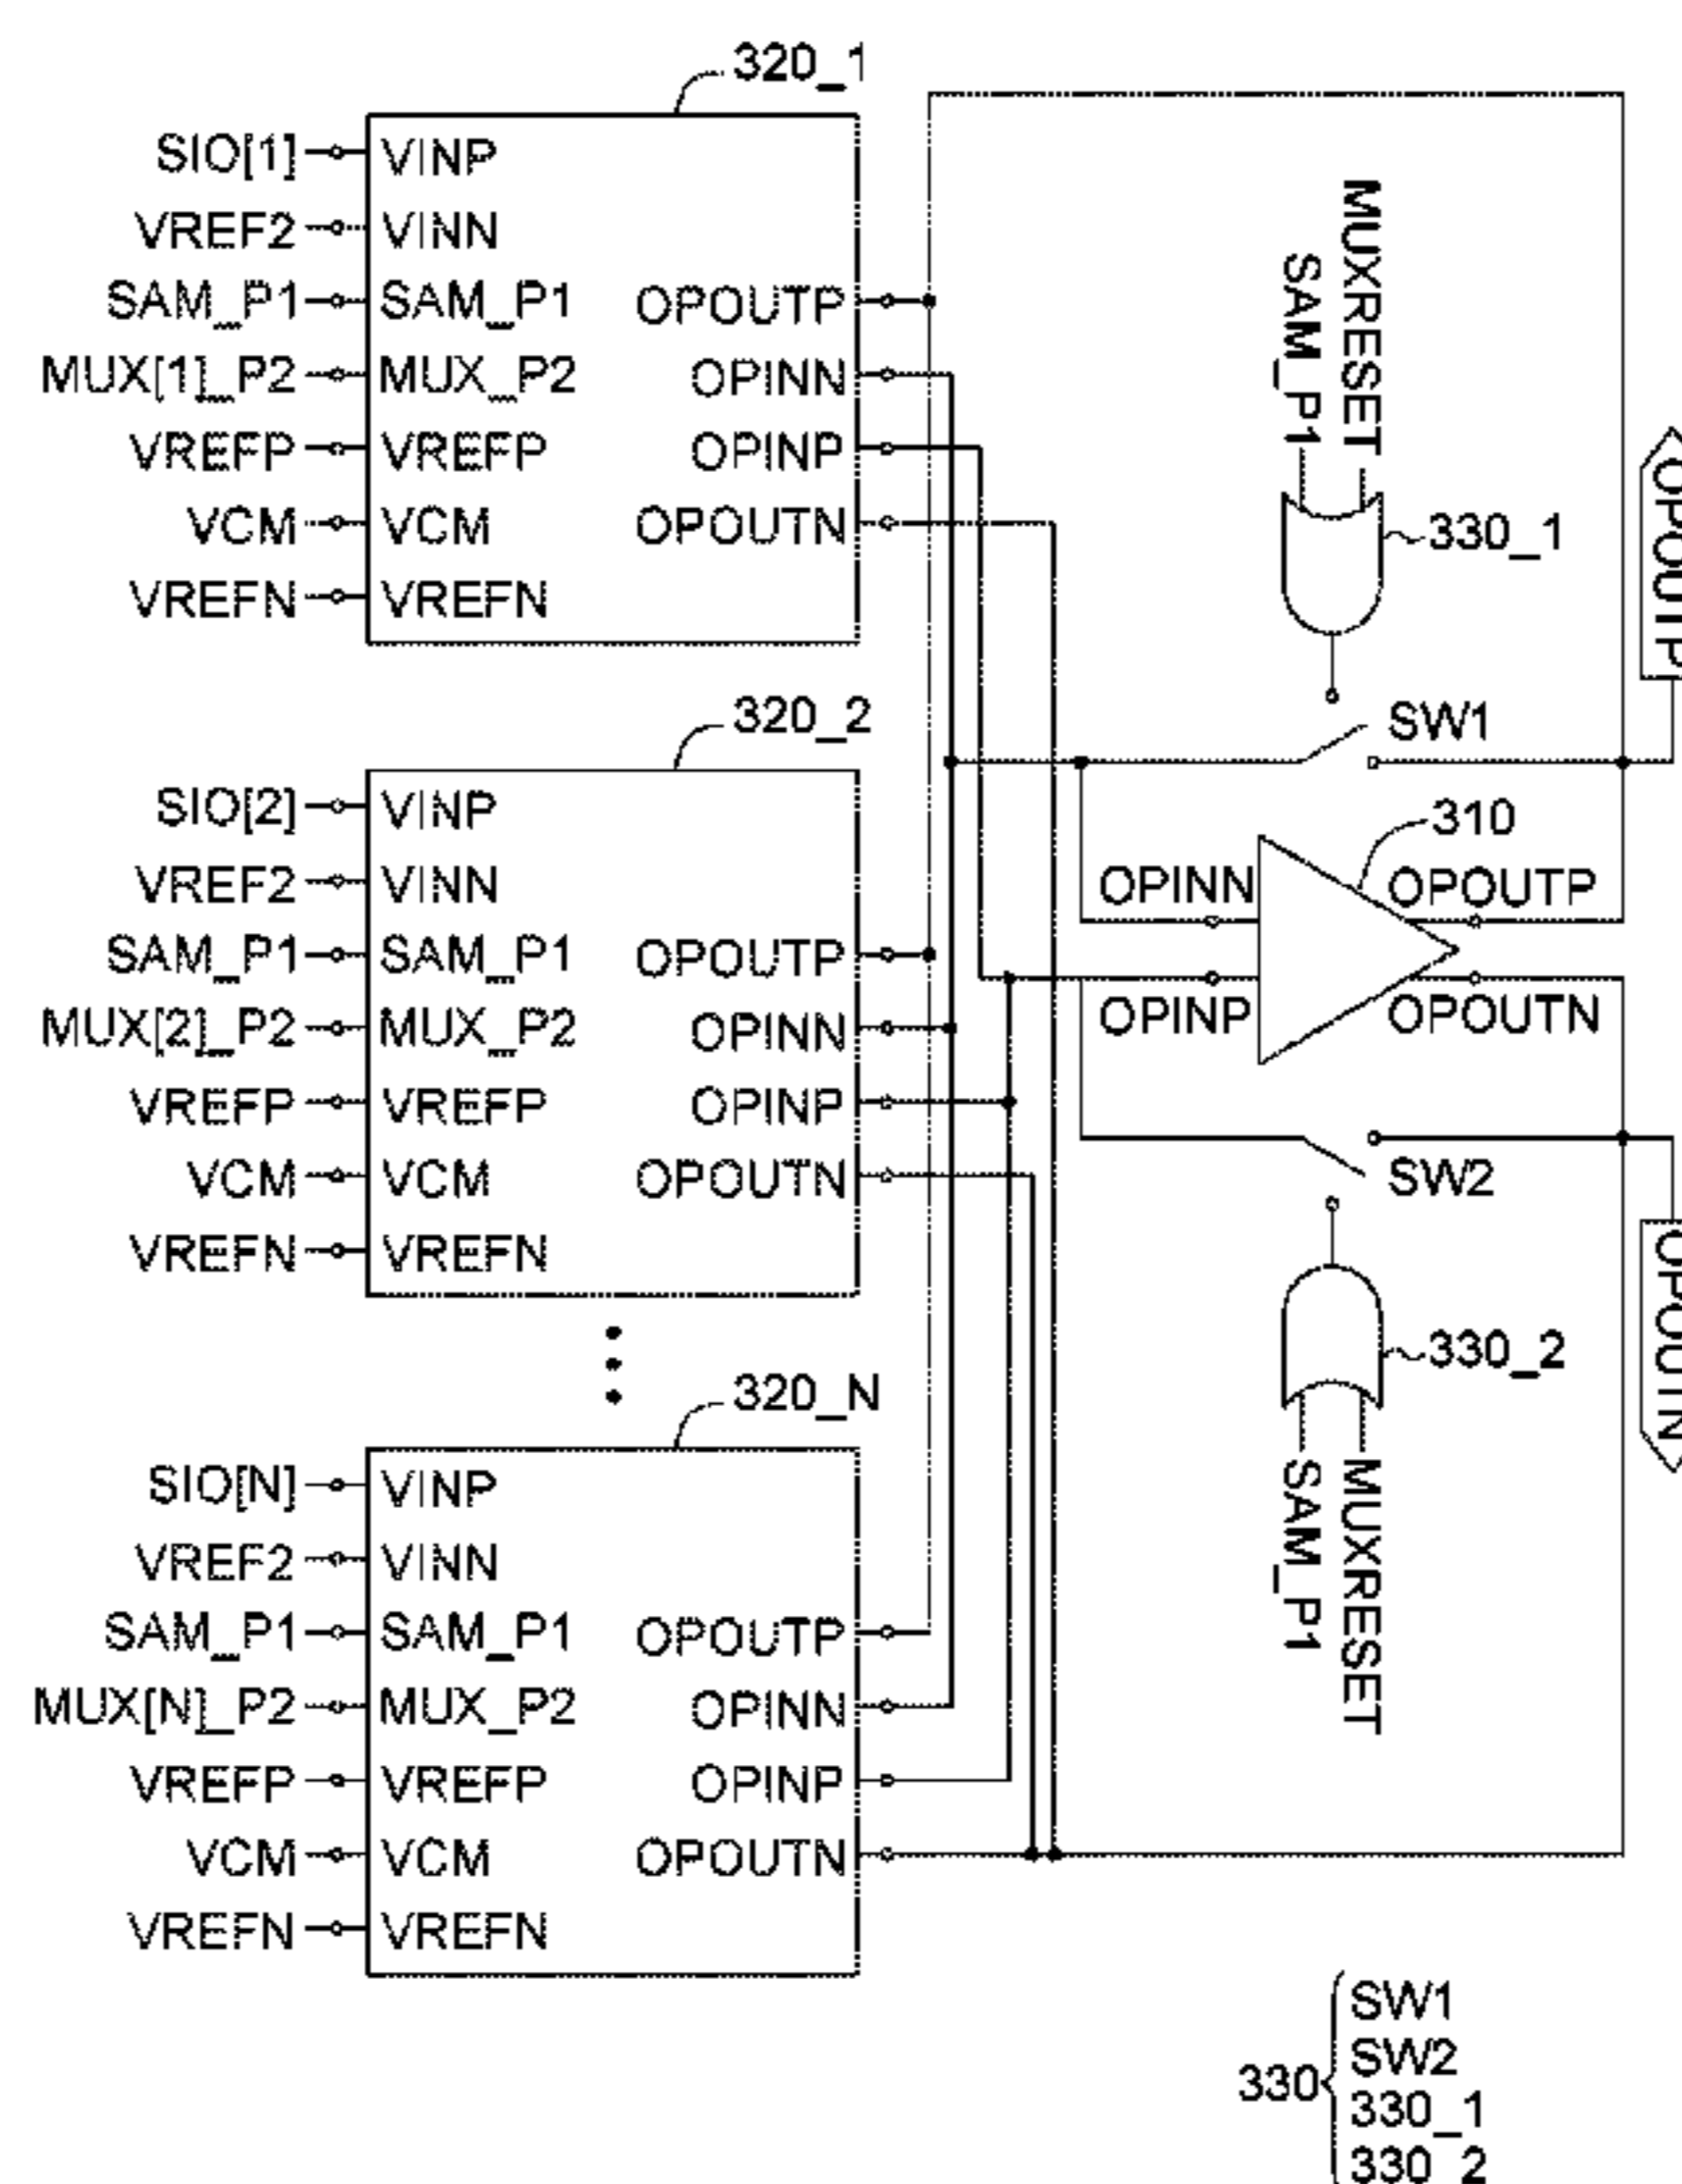 320_1
SIO[1] VINP
VREF2 VINN
SAM_P1 SAM_P1 OPOUTP
MUX[1]_P2 MUX_P2 OPINN
VREFP VREFP OPINP
VCM VCM OPOUTN
VREFN VREFN
MUXRESET
SAM_P1
330_1
OPOUTP
SW1
320_2
SIO[2] VINP
VREF2 VINN
SAM_P1 SAM_P1 OPOUTP
MUX[2]_P2 MUX_P2 OPINN
VREFP VREFP OPINP
VCM VCM OPOUTN
VREFN VREFN
310
OPINN OPOUTP
OPINP OPOUTN
SW2
330_2
OPOUTN
MUXRESET
SAM_P1
320_N
SIO[N] VINP
VREF2 VINN
SAM_P1 SAM_P1 OPOUTP
MUX[N]_P2 MUX_P2 OPINN
VREFP VREFP OPINP
VCM VCM OPOUTN
VREFN VREFN
330
SW1
SW2
330_1
330_2